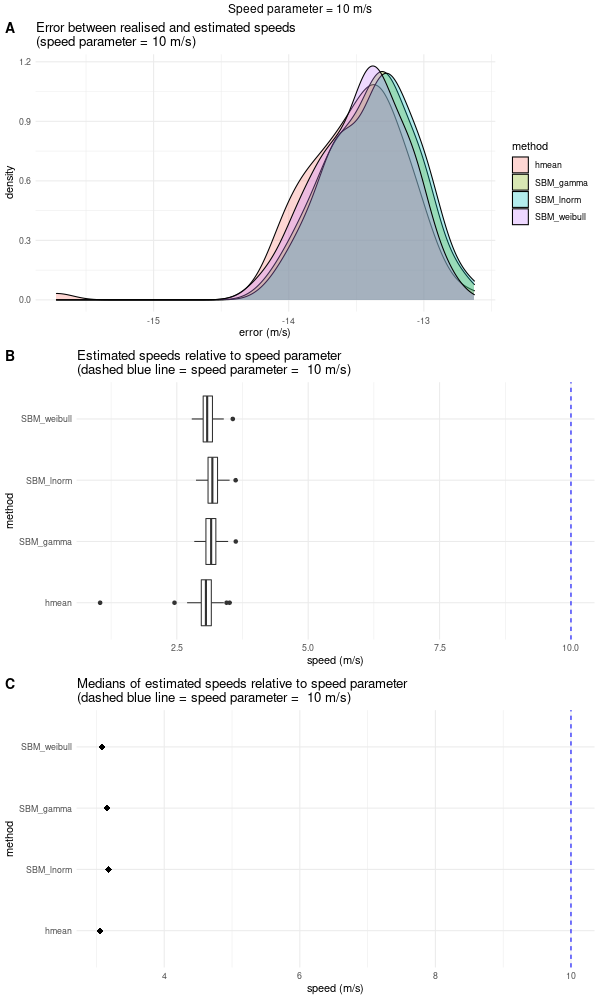 Speed parameter = 10 m/s
A
Error between realised and estimated speeds
(speed parameter = 10 m/s)
1.2
0.9
0.6
0.3
0.0
density
-15
-14
-13
error (m/s)
method
hmean
SBM_gamma
SBM_lnorm
SBM_weibull
B
Estimated speeds relative to speed parameter
(dashed blue line = speed parameter =  10 m/s)
SBM_weibull
SBM_lnorm
SBM_gamma
hmean
method
2.5
5.0
7.5
10.0
speed (m/s)
C
Medians of estimated speeds relative to speed parameter
(dashed blue line = speed parameter =  10 m/s)
SBM_weibull
SBM_gamma
SBM_lnorm
hmean
method
4
6
8
10
speed (m/s)